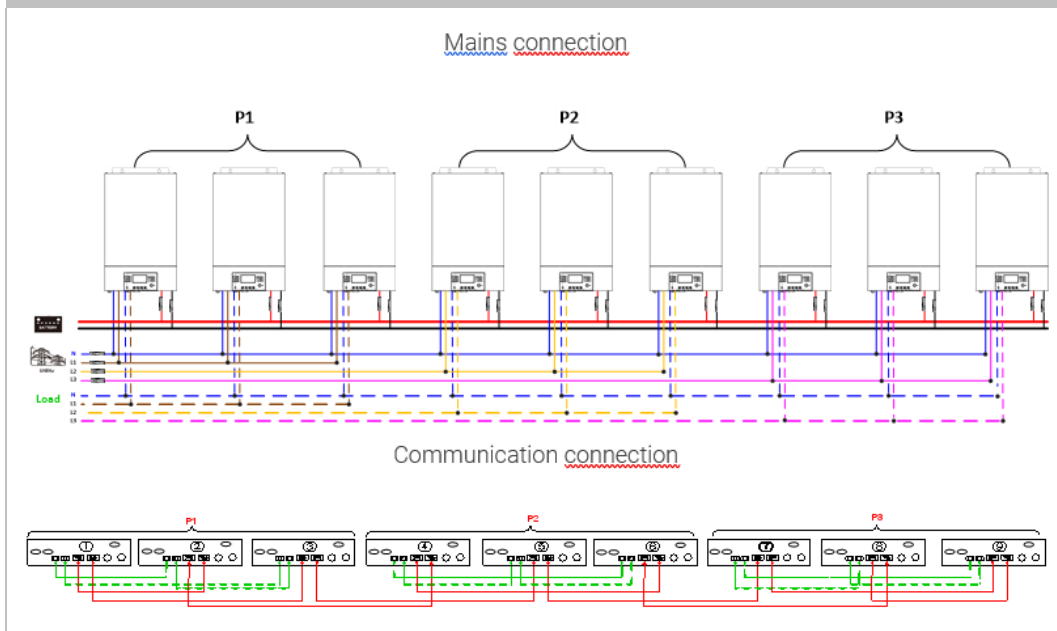 Mains connection
P1 P2 P3
BATTERY
N
L1
L2
L3
Load
N
L1
L2
L3
Communication connection
P1 P2 P3
① ② ③ ④ ⑤ ⑥ ⑦ ⑧ ⑨